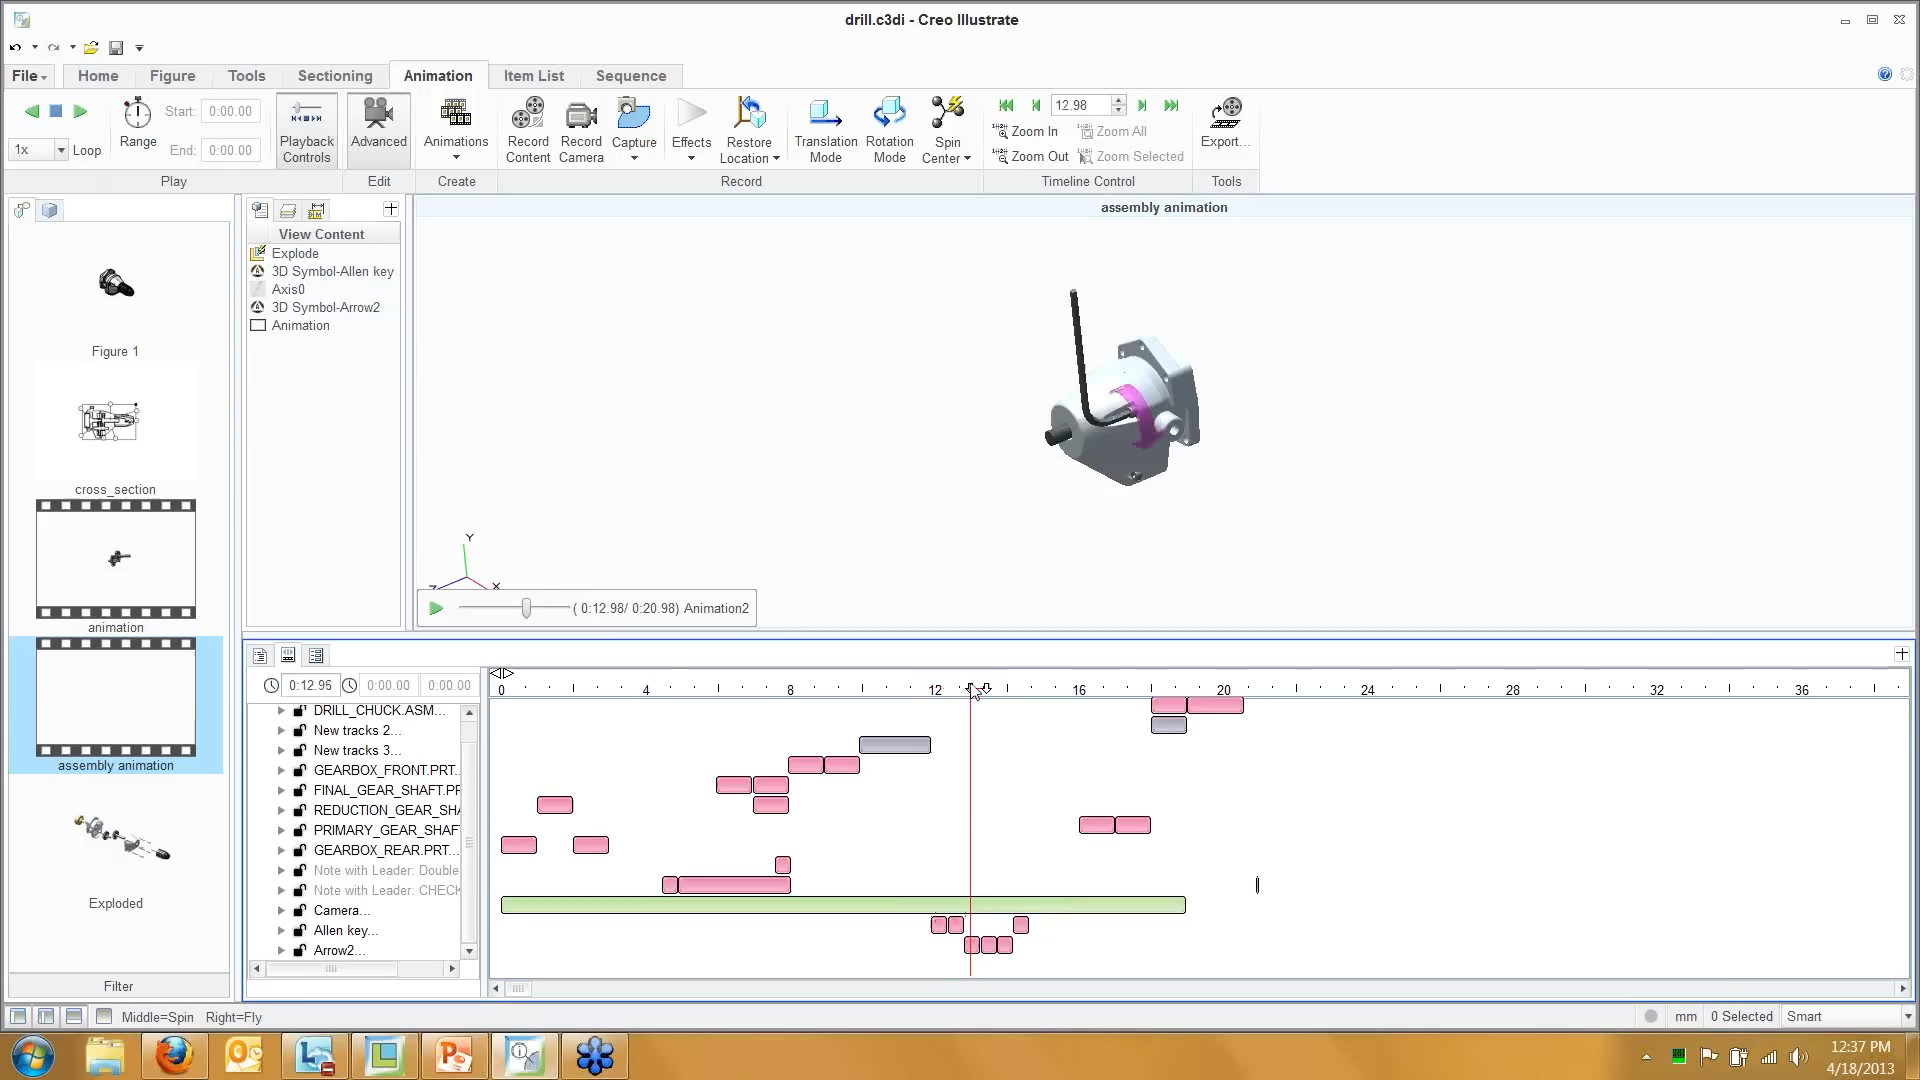 drill.c3di - Creo Illustrate
File
Home
Figure
Tools
Sectioning
Animation
Item List
Sequence
1x
Loop
Range
Start: 0:00.00
End: 0:00.00
Playback Controls
Advanced
Animations
Record Content
Record Camera
Capture
Effects
Restore Location
Translation Mode
Rotation Mode
Spin Center
12.98
Zoom In
Zoom All
Zoom Out
Zoom Selected
Export...
Play
Edit
Create
Record
Timeline Control
Tools
Figure 1
cross_section
animation
assembly animation
Exploded
Filter
View Content
Explode
3D Symbol-Allen key
Axis0
3D Symbol-Arrow2
Animation
assembly animation
Y
Z
X
( 0:12.98/ 0:20.98) Animation2
0:12.95
0:00.00
0:00.00
0 4 8 12 16 20 24 28 32 36
DRILL_CHUCK.ASM...
New tracks 2...
New tracks 3...
GEARBOX_FRONT.PRT..
FINAL_GEAR_SHAFT.PR
REDUCTION_GEAR_SHA
PRIMARY_GEAR_SHAF
GEARBOX_REAR.PRT...
Note with Leader: Double
Note with Leader: CHECK
Camera...
Allen key...
Arrow2...
Middle=Spin Right=Fly
mm
0 Selected
Smart
12:37 PM
4/18/2013